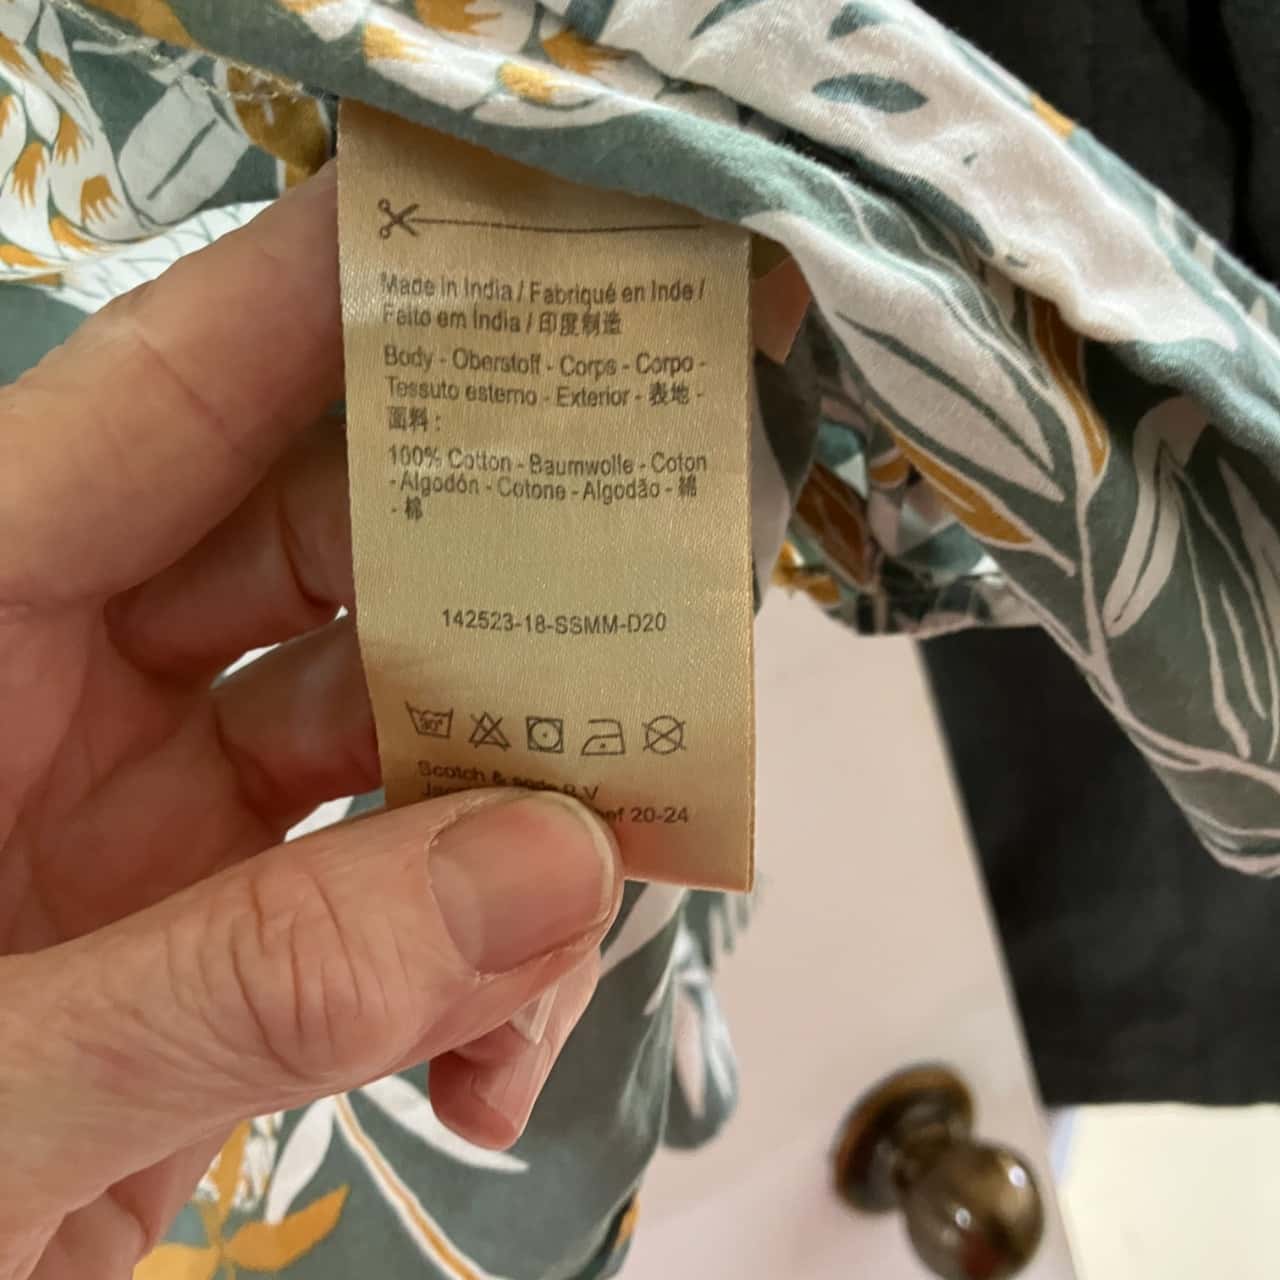 Made in India / Fabriqué en Inde /
Feito em Índia / 印度制造
Body - Oberstoff - Corps - Corpo -
Tessuto esterno - Exterior - 表地 -
面料 :
100% Cotton - Baumwolle - Coton
- Algodón - Cotone - Algodão - 綿
- 棉
142523-18-SSMM-D20
30°
Scotch & soda B.V
20-24